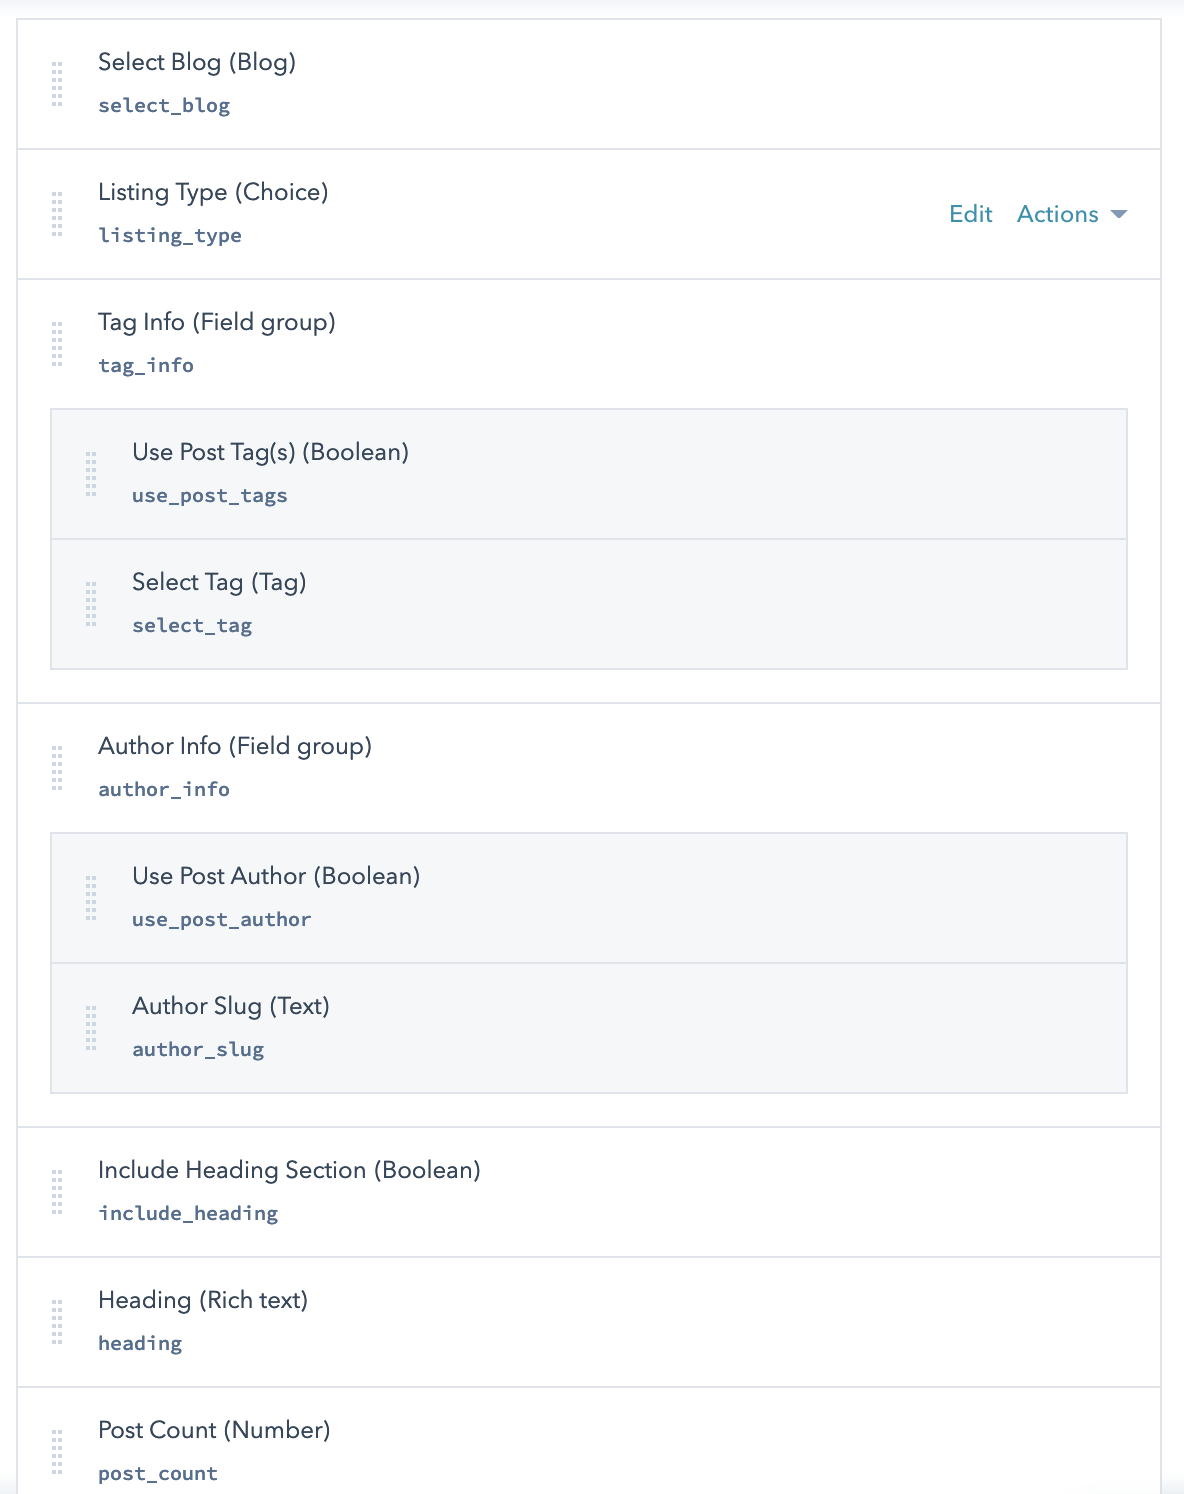 Select Blog (Blog)
select_blog
Listing Type (Choice)
listing_type
Edit Actions
Tag Info (Field group)
tag_info
Use Post Tag(s) (Boolean)
use_post_tags
Select Tag (Tag)
select_tag
Author Info (Field group)
author_info
Use Post Author (Boolean)
use_post_author
Author Slug (Text)
author_slug
Include Heading Section (Boolean)
include_heading
Heading (Rich text)
heading
Post Count (Number)
post_count